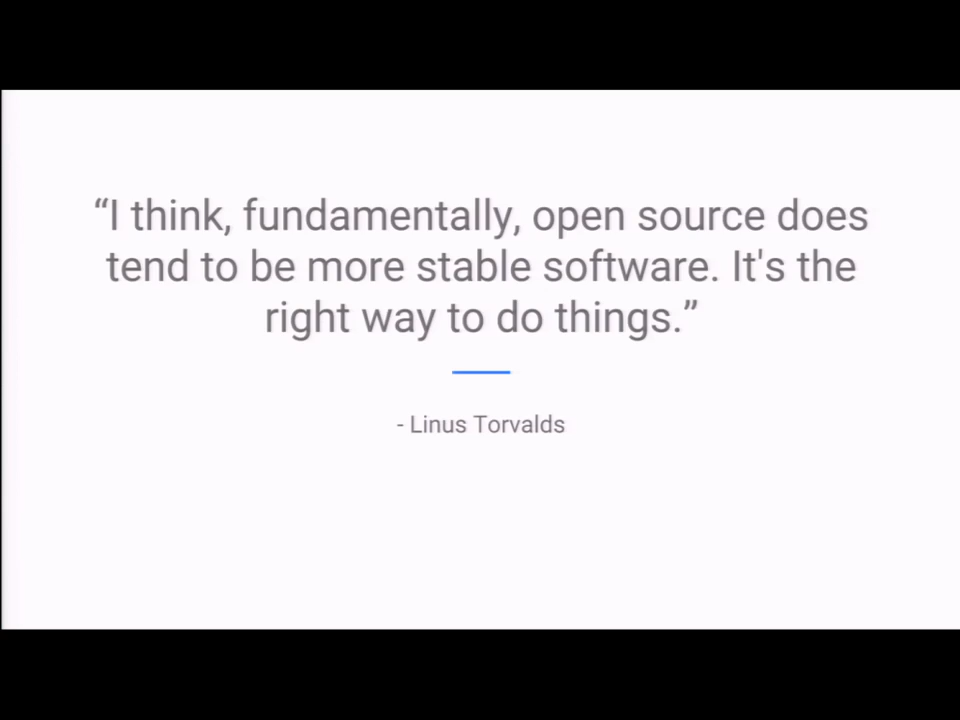 “I think, fundamentally, open source does
tend to be more stable software. It's the
right way to do things.”
- Linus Torvalds